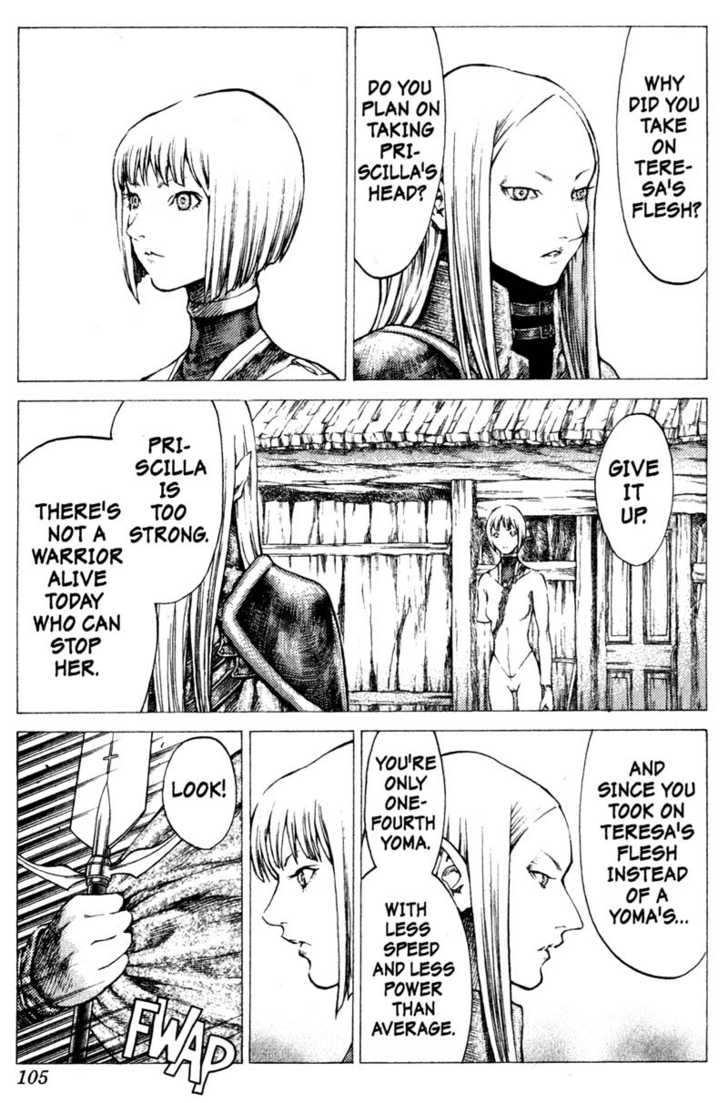 WHY
DID YOU
TAKE
ON
TERE-
SA'S
FLESH?
DO YOU
PLAN ON
TAKING
PRI-
SCILLA'S
HEAD?
GIVE
IT
UP.
PRI-
SCILLA
IS
TOO
STRONG.
THERE'S
NOT A
WARRIOR
ALIVE
TODAY
WHO CAN
STOP
HER.
AND
SINCE YOU
TOOK ON
TERESA'S
FLESH
INSTEAD
OF A
YOMA'S...
YOU'RE
ONLY
ONE-
FOURTH
YOMA.
WITH
LESS
SPEED
AND LESS
POWER
THAN
AVERAGE.
LOOK!
FWAP
105